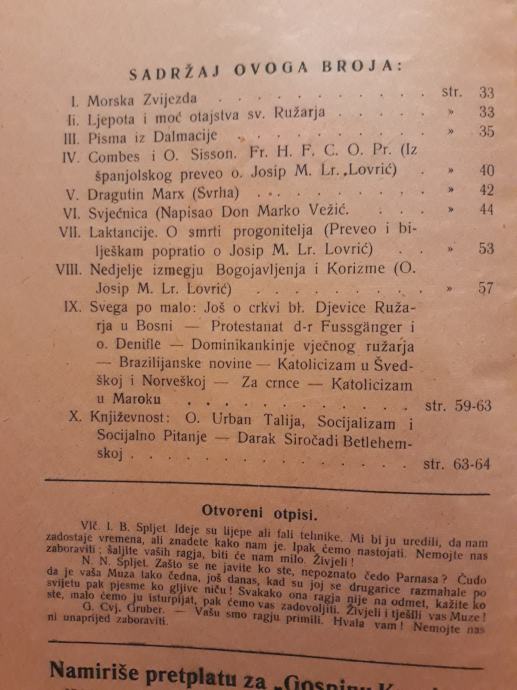 SADRŽAJ OVOGA BROJA:
I. Morska Zvijezda . . . . . . . . . . . str. 33
Ii. Ljepota i moć otajstva sv. Ružarja . . . . » 33
III. Pisma iz Dalmacije . . . . . . . . . » 35
IV. Combes i O. Sisson. Fr. H. F. C. O. Pr. (Iz
španjolskog preveo o. Josip M. Lr. Lovrić) . » 40
V. Dragutin Marx (Svrha) . . . . . . . . » 42
VI. Svjećnica (Napisao Don Marko Vežić. . . . » 44
VII. Laktancije. O smrti progonitelja (Preveo i bi-
lješkam popratio o Josip M. Lr. Lovrić) . . » 53
VIII. Nedjelje izmegju Bogojavljenja i Korizme (O.
Josip M. Lr. Lovrić) . . . . . . . . » 57
IX. Svega po malo: Još o crkvi bł. Djevice Ruža-
rja u Bosni — Protestanat d-r Fussgänger i
o. Denifle — Dominikankinje vječnog ružarja
— Brazilijanske novine — Katolicizam u Šved-
škoj i Norveškoj — Za crnce — Katolicizam
u Maroku . . . . . . . . . . . str. 59-63
X. Književnost: O. Urban Talija, Socijalizam i
Socijalno Pitanje — Darak Siročadi Betlehem-
skoj . . . . . . . . . . . . . str. 63-64
Otvoreni otpisi.
Vlč. I. B. Spljet. Ideje su lijepe ali fali tehnike. Mi bi ju uredili, da nam
zadostaje vremena, ali znadete kako nam je. Ipak ćemo nastojati. Nemojte nas
zaboraviti; šaljite vaših ragja, biti će nam milo. Živjeli!
N. N. Spljet. Zašto se ne javite ko ste, nepoznato čedo Parnasa? Čudo
da je vaša Muza tako čedna, još danas, kad su joj se drugarice razmahale po
svijetu pak pjesme ko gljive niču! Svakako ona ragja nije na odmet, kažite ko
ste, malo ćemo ju isturpijat, pak ćemo vas zadovoljiti. Živjeli i tješili vas Muze!
G. Cvj. Gruber. — Vašu smo ragju primili. Hvala vam! Nemojte nas
ni unaprijed zaboraviti.
Namiriše pretplatu za „Gospinu